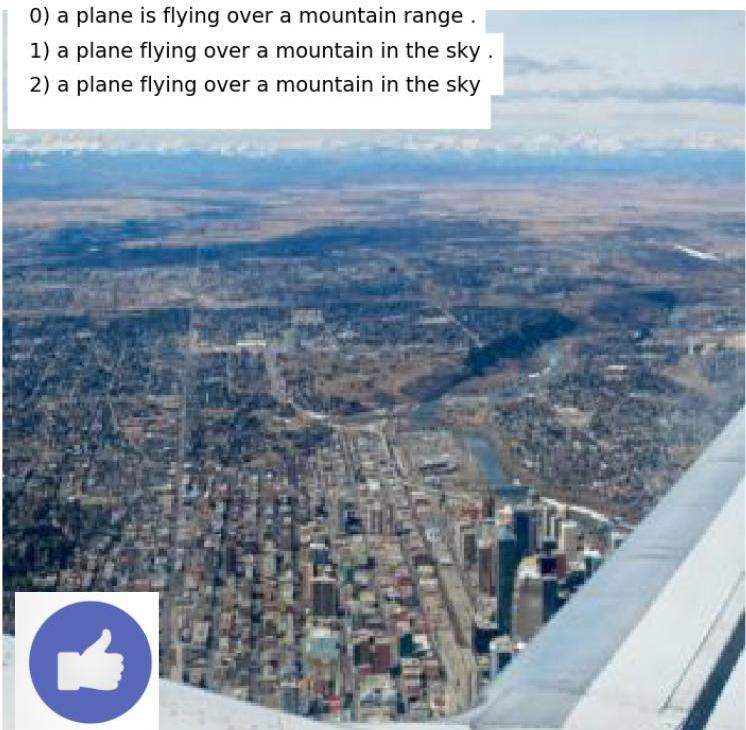 0) a plane is flying over a mountain range .
1) a plane flying over a mountain in the sky .
2) a plane flying over a mountain in the sky